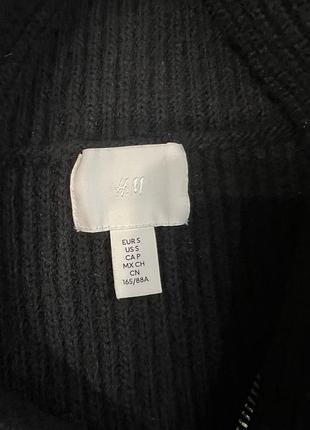 H&M
EUR S
US S
CA P
MX CH
CN
165/88A